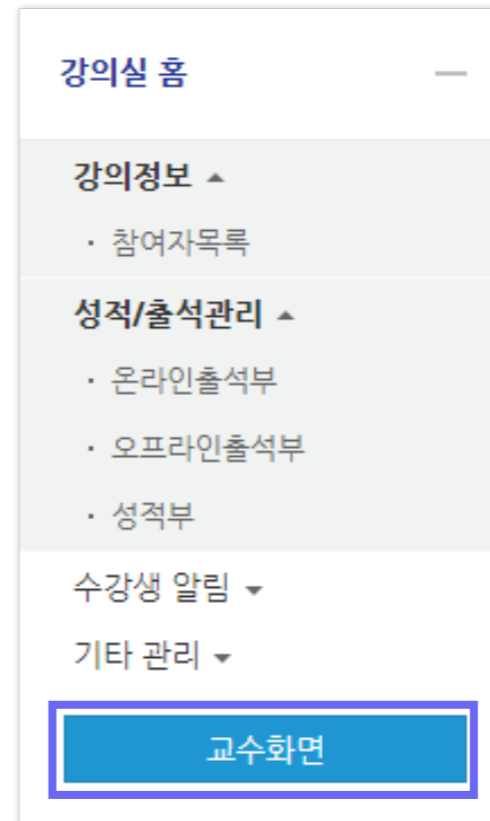 강의실 홈
강의정보
· 참여자목록
성적/출석관리
· 온라인출석부
· 오프라인출석부
· 성적부
수강생 알림
기타 관리
교수화면